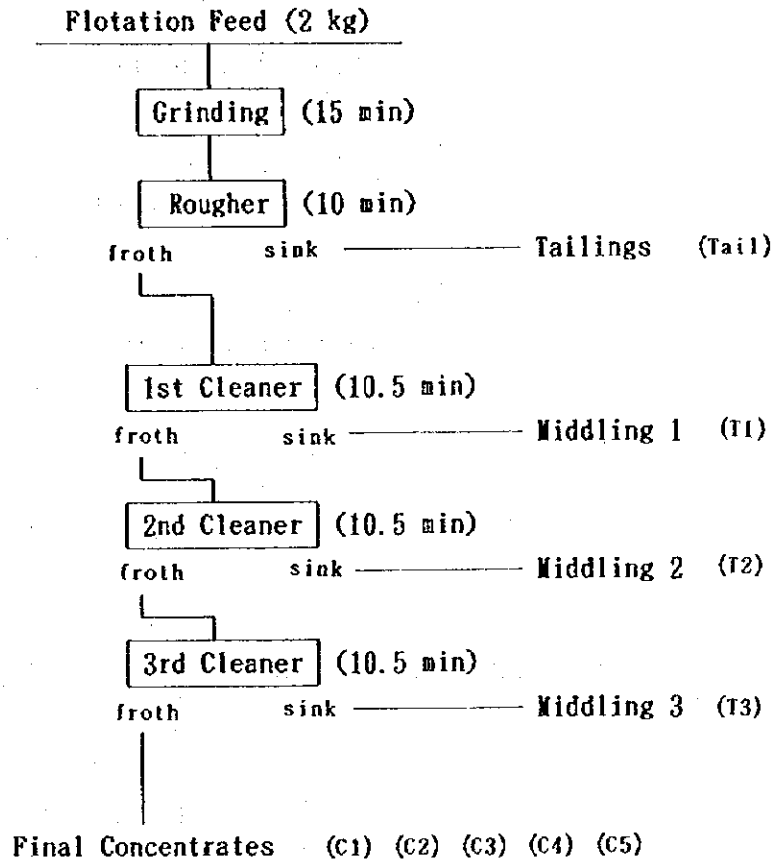 Flotation Feed (2 kg)
Grinding (15 min)
Rougher (10 min)
froth sink Tailings (Tail)
1st Cleaner (10.5 min)
froth sink Middling 1 (T1)
2nd Cleaner (10.5 min)
froth sink Middling 2 (T2)
3rd Cleaner (10.5 min)
froth sink Middling 3 (T3)
Final Concentrates (C1) (C2) (C3) (C4) (C5)